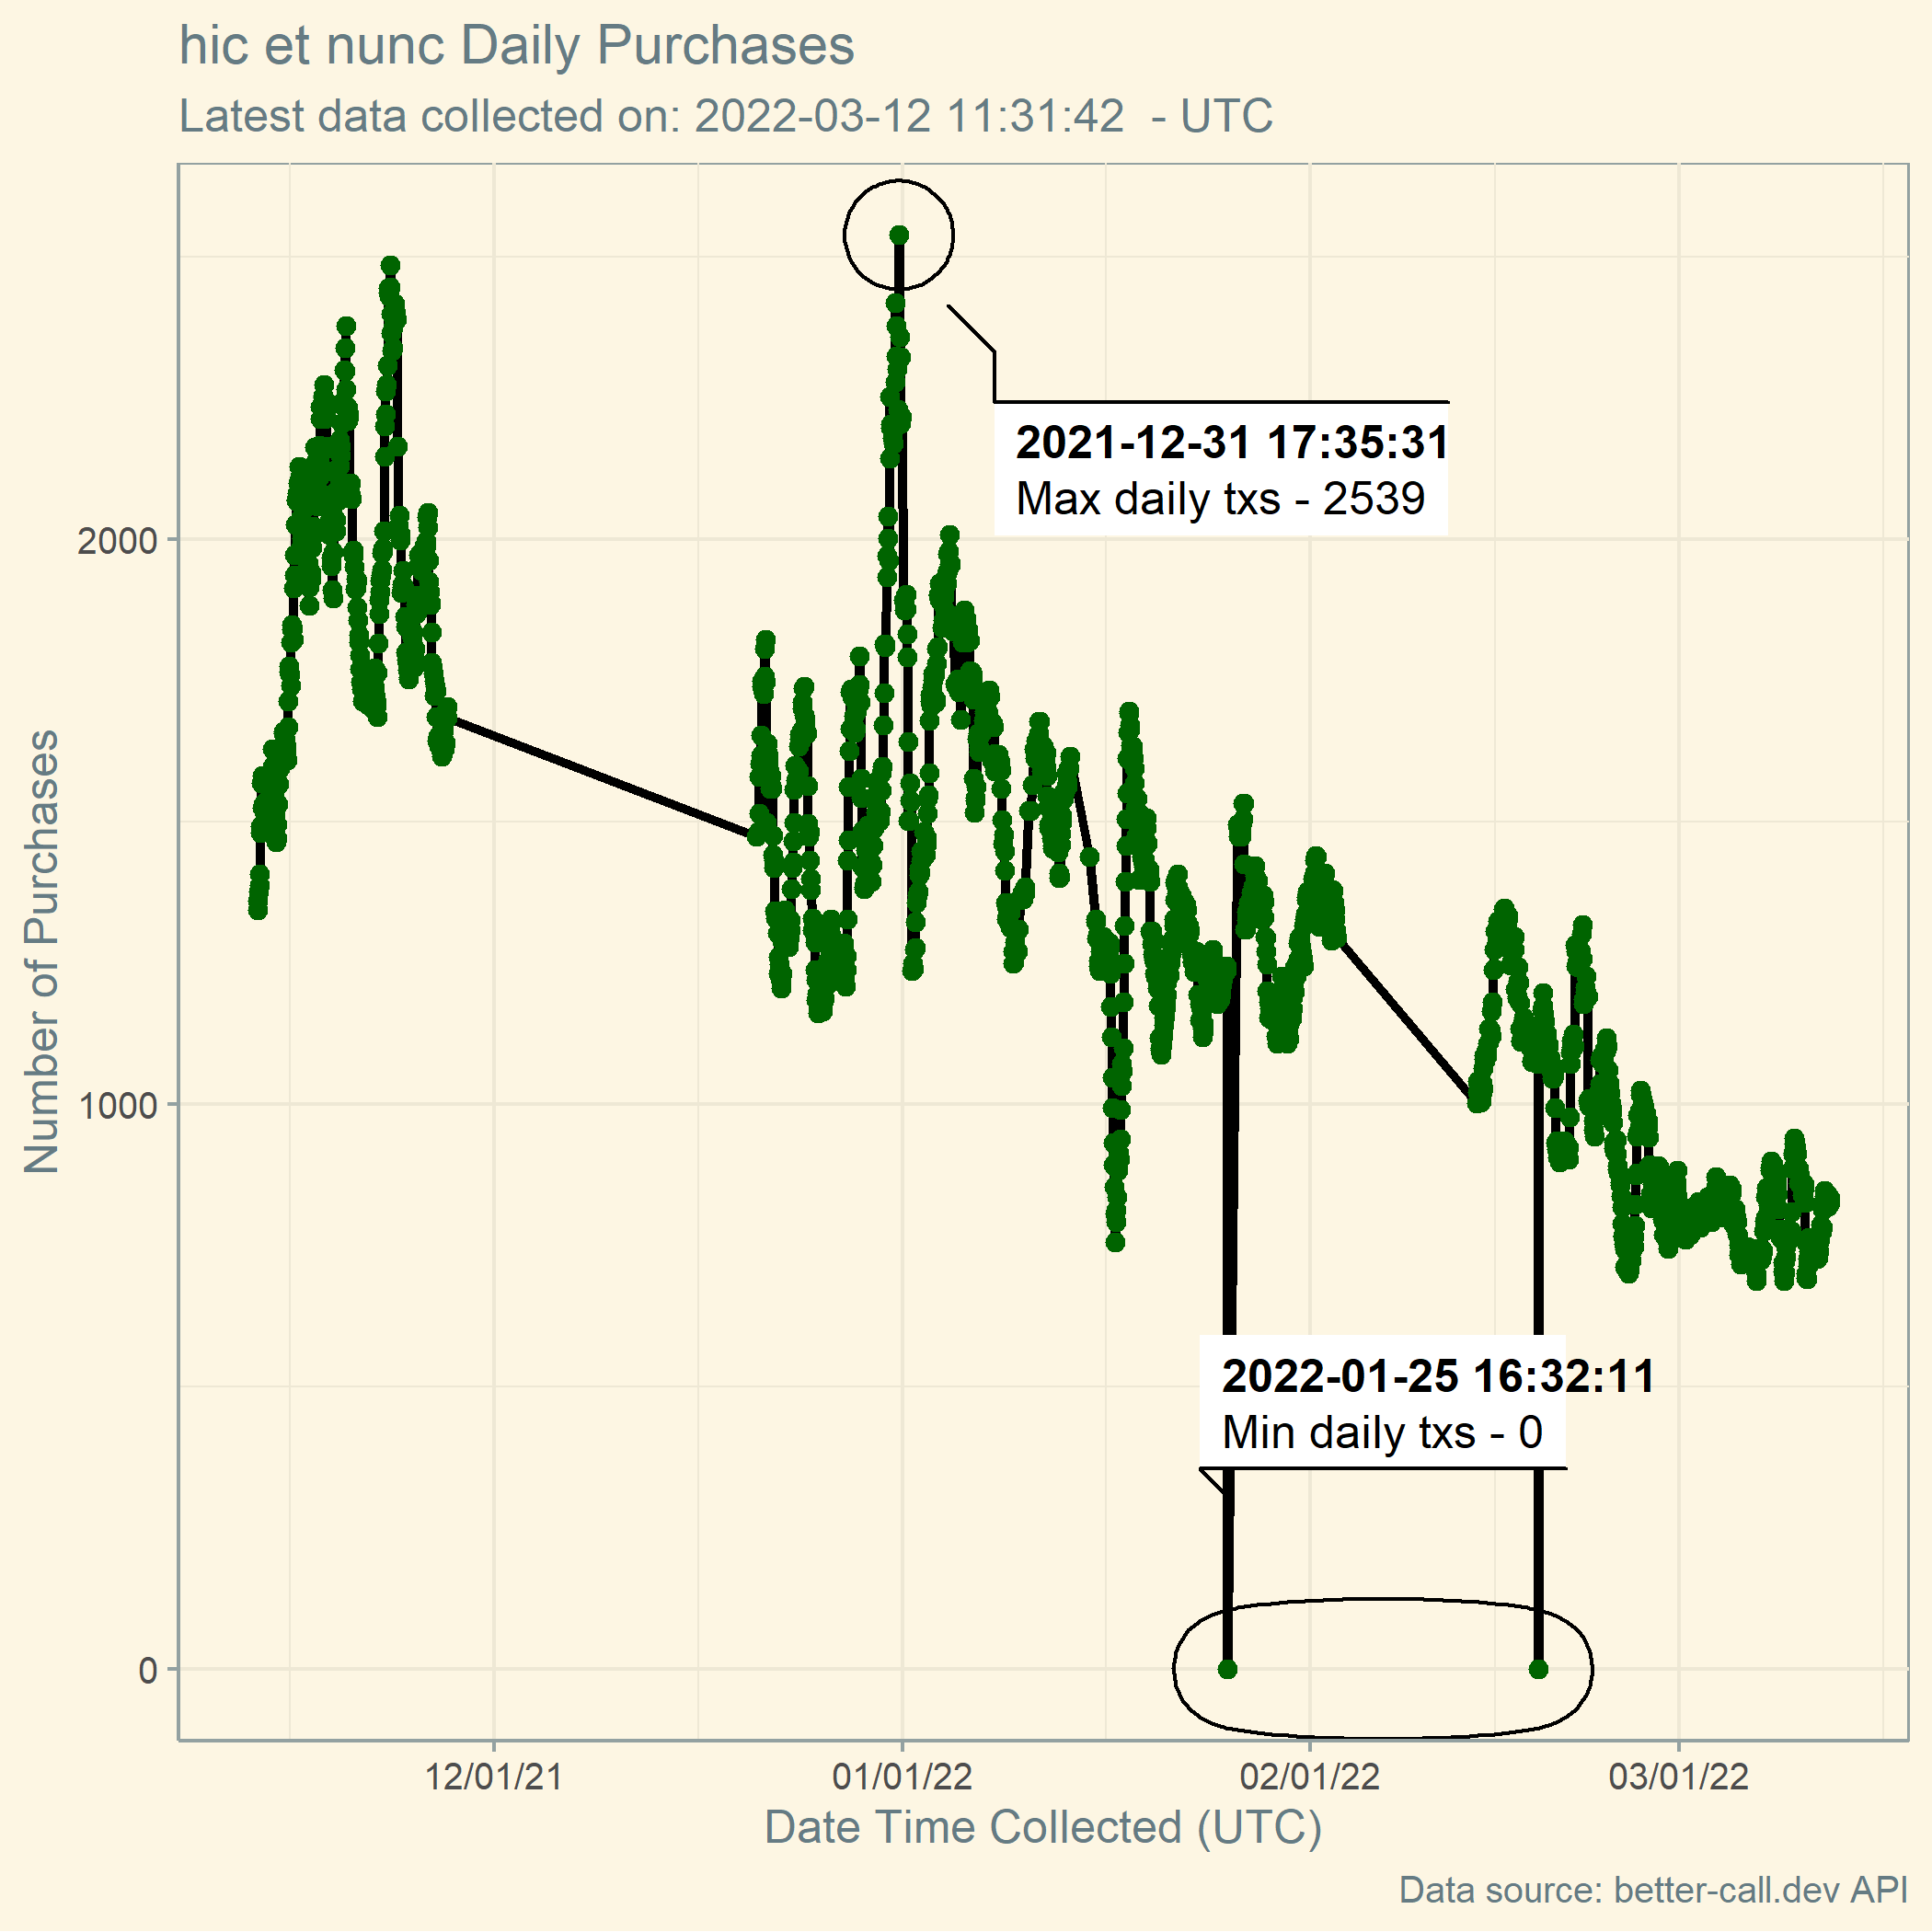 hic et nunc Daily Purchases
Latest data collected on: 2022-03-12 11:31:42  - UTC
Number of Purchases
2000
1000
0
2021-12-31 17:35:31
Max daily txs - 2539
2022-01-25 16:32:11
Min daily txs - 0
12/01/21
01/01/22
02/01/22
03/01/22
Date Time Collected (UTC)
Data source: better-call.dev API